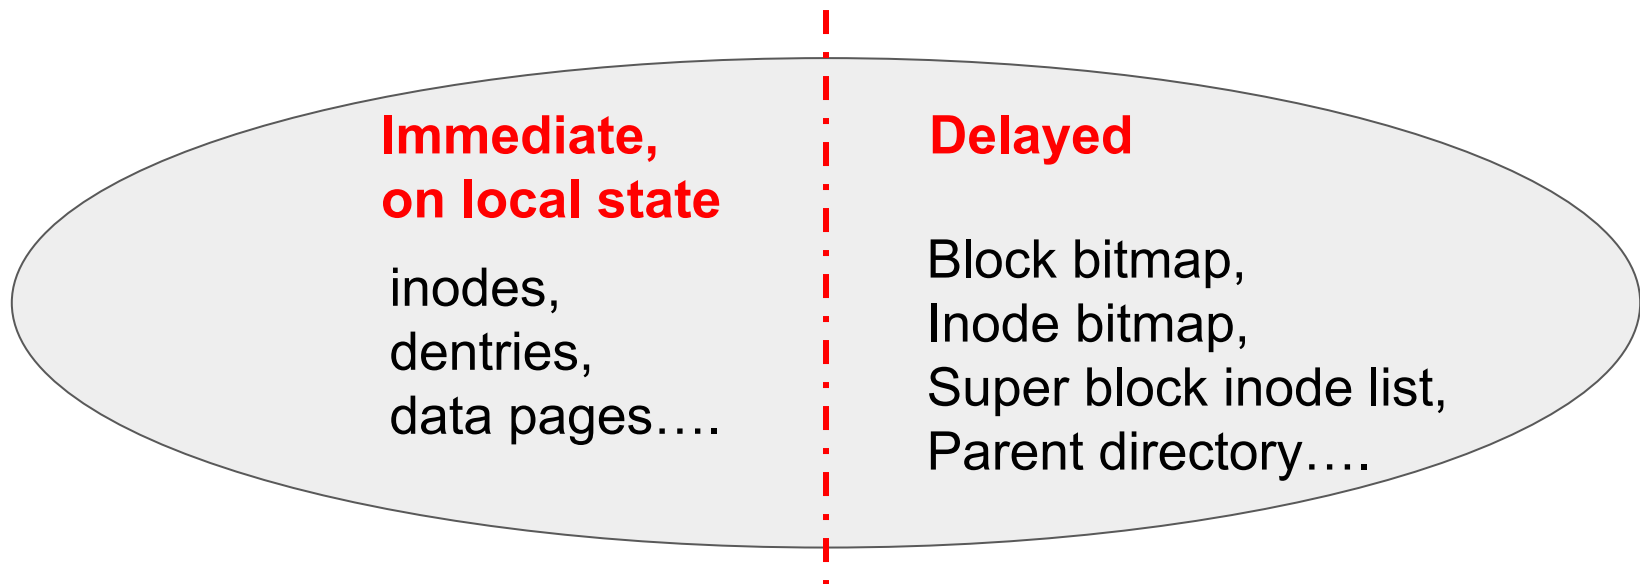 Immediate,
on local state
inodes,
dentries,
data pages….
Delayed
Block bitmap,
Inode bitmap,
Super block inode list,
Parent directory….